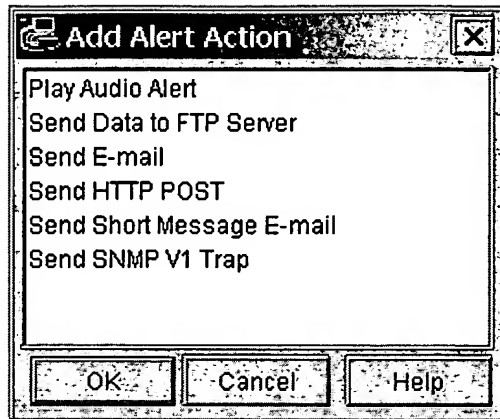 Add Alert Action
Play Audio Alert
Send Data to FTP Server
Send E-mail
Send HTTP POST
Send Short Message E-mail
Send SNMP V1 Trap
OK Cancel Help